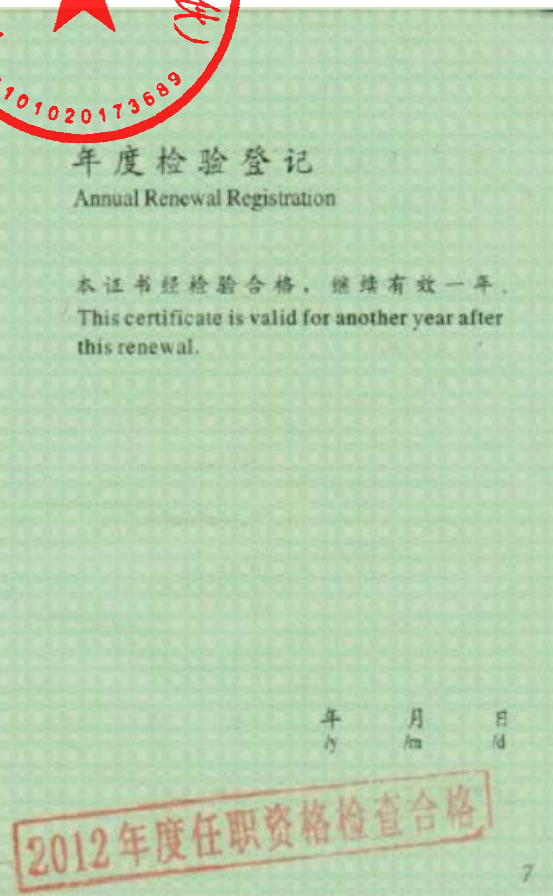 伙)
101020173689
年度检验登记
Annual Renewal Registration
本证书经检验合格，继续有效一年．
This certificate is valid for another year after
this renewal.
年 月 日
/y /m /d
2012年度任职资格检查合格
7